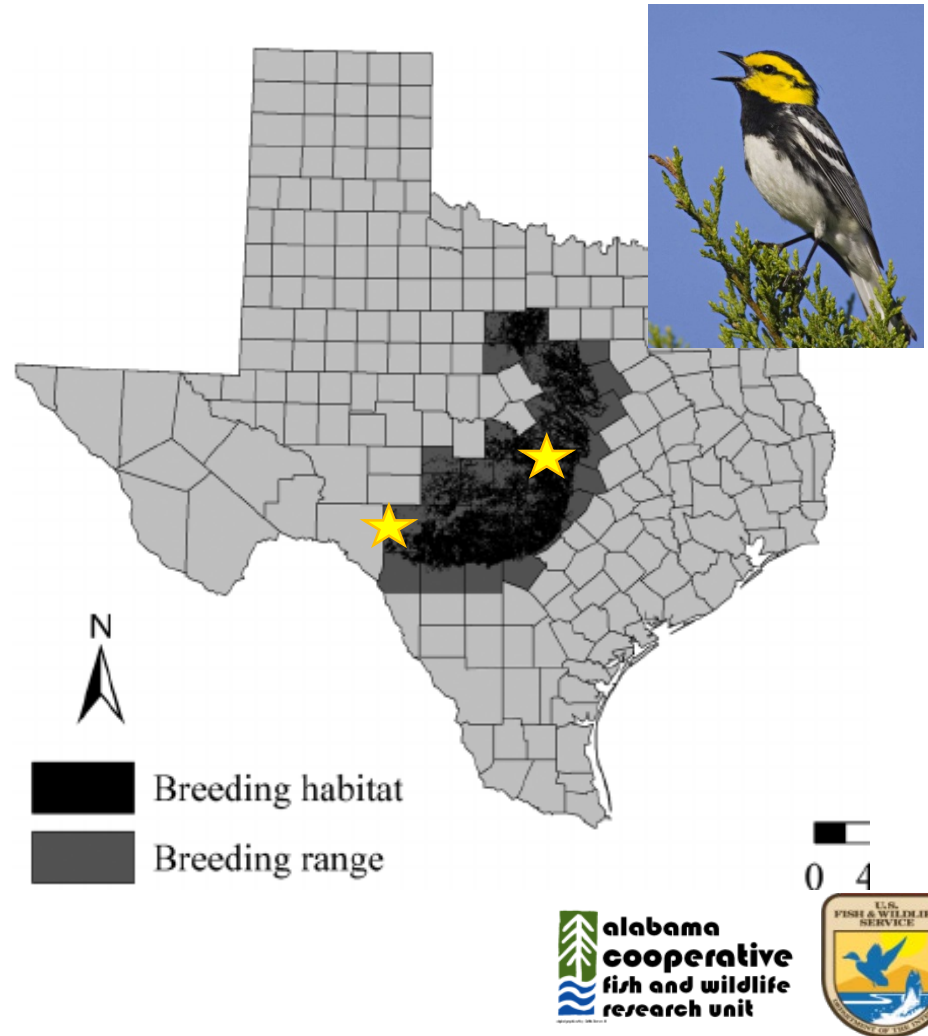 N
Breeding habitat
Breeding range
0 4
alabama
cooperative
fish and wildlife
research unit
U.S.
FISH & WILDLIFE
SERVICE